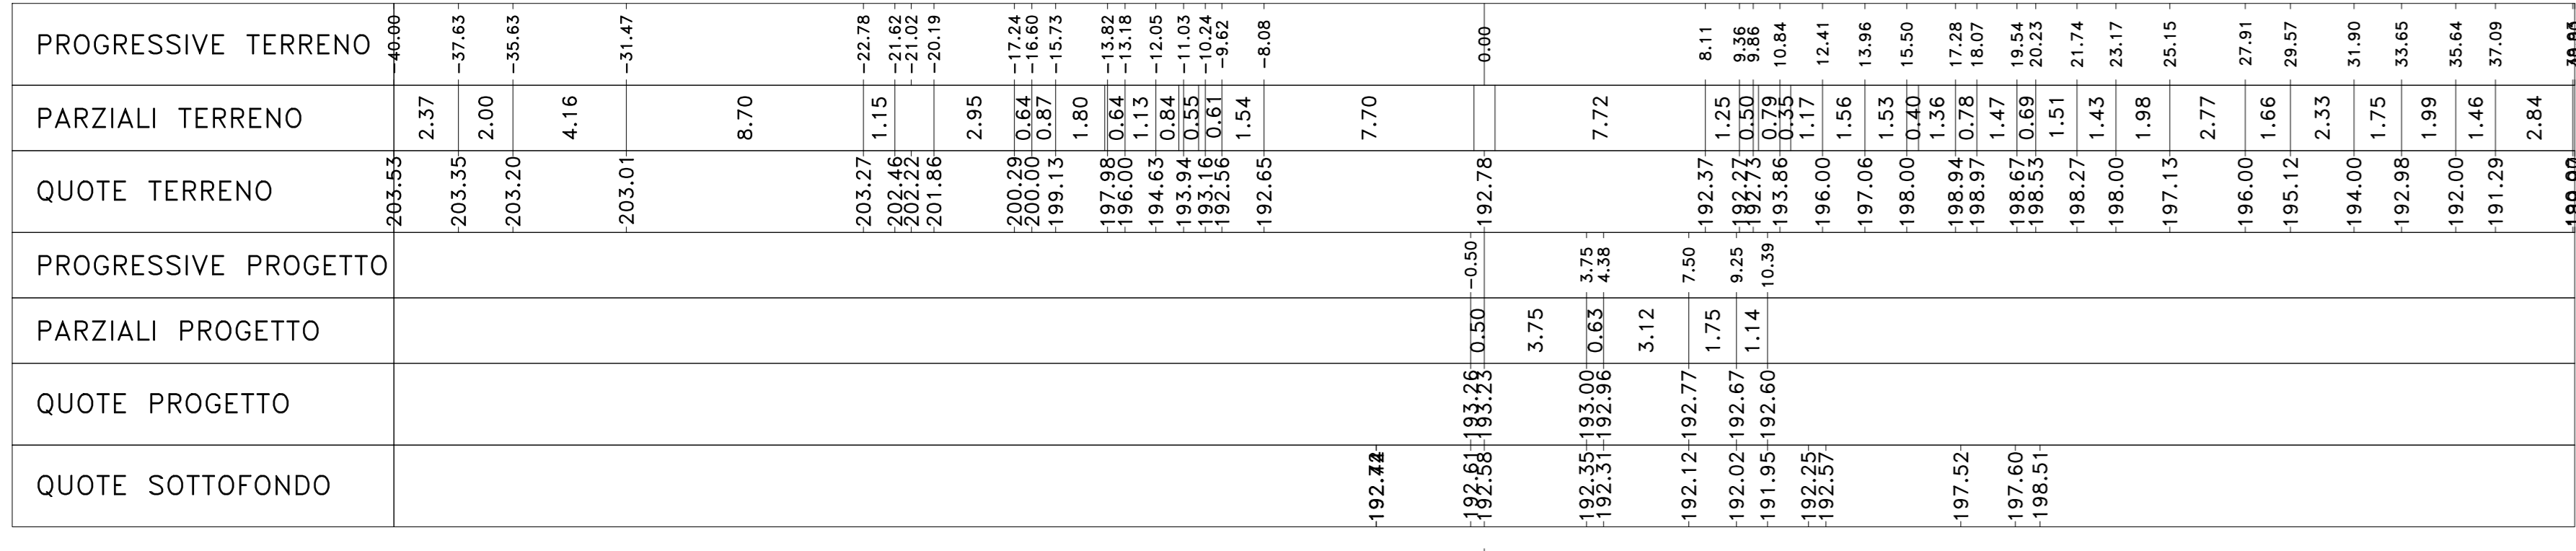 PROGRESSIVE TERRENO -40.00 -37.63 -35.63 -31.47 -22.78 -21.62 -21.02 -20.19 -17.24 -16.60 -15.73 -13.82 -13.18 -12.05 -11.03 -10.24 -9.62 -8.08 0.00 8.11 9.36 9.86 10.84 12.41 13.96 15.50 17.28 18.07 19.54 20.23 21.74 23.17 25.15 27.91 29.57 31.90 33.65 35.64 37.09
PARZIALI TERRENO 2.37 2.00 4.16 8.70 1.15 2.95 0.64 0.87 1.80 0.64 1.13 0.84 0.55 0.61 1.54 7.70 7.72 1.25 0.50 0.79 0.35 1.17 1.56 1.53 0.40 1.36 0.78 1.47 0.69 1.51 1.43 1.98 2.77 1.66 2.33 1.75 1.99 1.46 2.84
QUOTE TERRENO 203.53 203.35 203.20 203.01 203.27 202.46 202.22 201.86 200.29 200.00 199.13 197.98 196.00 194.63 193.94 193.16 192.56 192.65 192.78 192.37 192.27 192.73 193.86 196.00 197.06 198.00 198.94 198.97 198.67 198.53 198.27 198.00 197.13 196.00 195.12 194.00 192.98 192.00 191.29
PROGRESSIVE PROGETTO -0.50 3.75 4.38 7.50 9.25 10.39
PARZIALI PROGETTO 0.50 3.75 0.63 3.12 1.75 1.14
QUOTE PROGETTO 193.26 193.23 193.00 192.96 192.77 192.67 192.60
QUOTE SOTTOFONDO 192.61 192.58 192.35 192.31 192.12 192.02 191.95 192.25 192.57 197.52 197.60 198.51